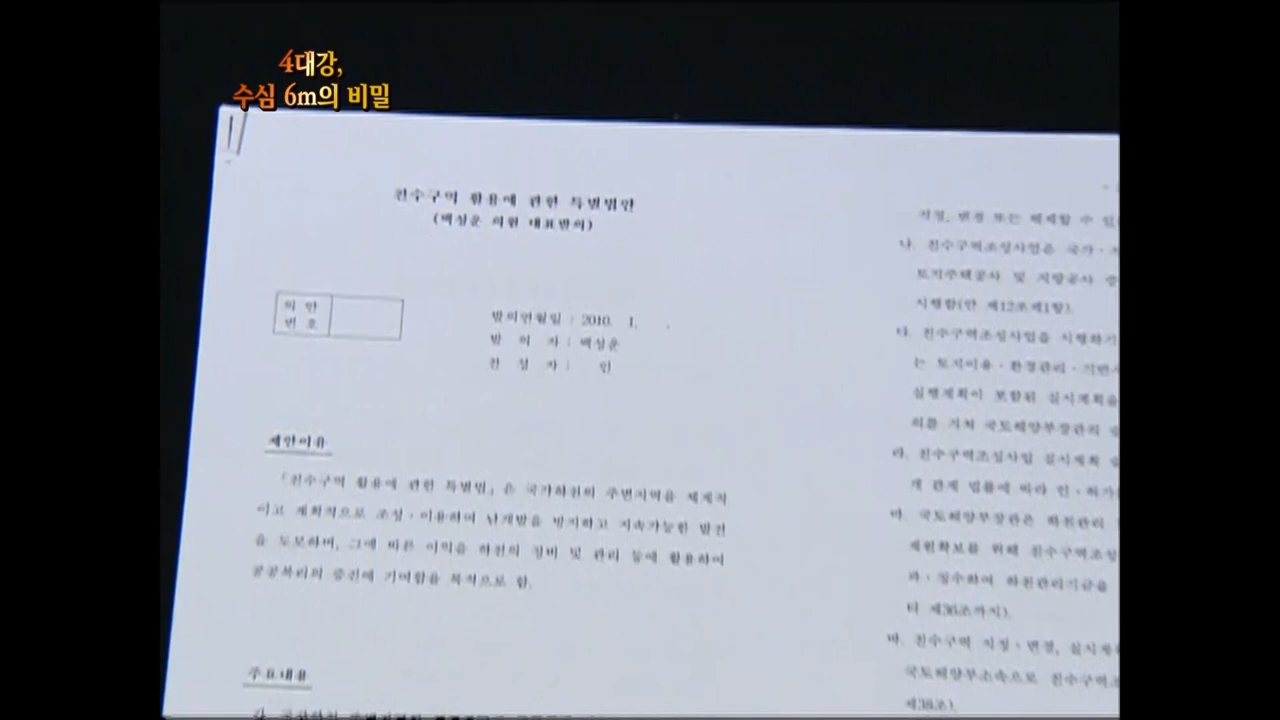 4대강,
수심 6m의 비밀
친수구역 활용에 관한 특별법안
(백성운 의원 대표발의)
의 안
번 호
발의연월일 : 2010. 1. .
발 의 자 : 백성운
찬 성 자 : 인
제안이유
「친수구역 활용에 관한 특별법」은 국가하천의 주변지역을 체계적
이고 계획적으로 조성·이용하여 난개발을 방지하고 지속가능한 발전
을 도모하며, 그에 따른 이익을 하천의 정비 및 관리 등에 활용하여
공공복리의 증진에 기여함을 목적으로 함.
주요내용
지정, 변경 또는 해제할 수 있
나. 친수구역조성사업은 국가·
토지주택공사 및 지방공사 중
시행함(안 제12조제1항).
다. 친수구역조성사업을 시행하기
는 토지이용·환경관리·기반
실행계획이 포함된 실시계획을
의를 거쳐 국토해양부장관의
라. 친수구역조성사업 실시계획
개 관계 법률에 따라 인·허가
마. 국토해양부장관은 하천관리
재원확보를 위해 친수구역조성
과·징수하여 하천관리기금을
터 제36조까지).
바. 친수구역 지정·변경, 실시계획
국토해양부소속으로 친수구역조
제38조).